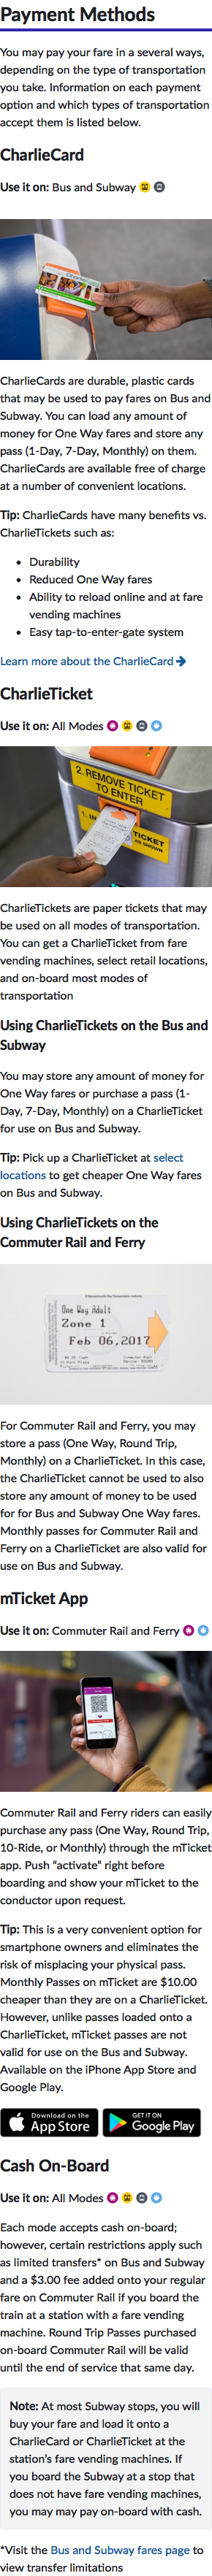 Payment Methods
You may pay your fare in a several ways,
depending on the type of transportation
you take. Information on each payment
option and which types of transportation
accept them is listed below.
CharlieCard
Use it on: Bus and Subway
CharlieCards are durable, plastic cards
that may be used to pay fares on Bus and
Subway. You can load any amount of
money for One Way fares and store any
pass (1-Day, 7-Day, Monthly) on them.
CharlieCards are available free of charge
at a number of convenient locations.
Tip: CharlieCards have many benefits vs.
CharlieTickets such as:
• Durability
• Reduced One Way fares
• Ability to reload online and at fare
vending machines
• Easy tap-to-enter-gate system
Learn more about the CharlieCard →
CharlieTicket
Use it on: All Modes
2. REMOVE TICKET
TO ENTER
1. IN
TICKET
AS SHOWN
CharlieTickets are paper tickets that may
be used on all modes of transportation.
You can get a CharlieTicket from fare
vending machines, select retail locations,
and on-board most modes of
transportation
Using CharlieTickets on the Bus and
Subway
You may store any amount of money for
One Way fares or purchase a pass (1-
Day, 7-Day, Monthly) on a CharlieTicket
for use on Bus and Subway.
Tip: Pick up a CharlieTicket at select
locations to get cheaper One Way fares
on Bus and Subway.
Using CharlieTickets on the
Commuter Rail and Ferry
One Way Adult
Zone 1
Feb 06,2017
For Commuter Rail and Ferry, you may
store a pass (One Way, Round Trip,
Monthly) on a CharlieTicket. In this case,
the CharlieTicket cannot be used to also
store any amount of money to be used
for for Bus and Subway One Way fares.
Monthly passes for Commuter Rail and
Ferry on a CharlieTicket are also valid for
use on Bus and Subway.
mTicket App
Use it on: Commuter Rail and Ferry
Commuter Rail and Ferry riders can easily
purchase any pass (One Way, Round Trip,
10-Ride, or Monthly) through the mTicket
app. Push “activate” right before
boarding and show your mTicket to the
conductor upon request.
Tip: This is a very convenient option for
smartphone owners and eliminates the
risk of misplacing your physical pass.
Monthly Passes on mTicket are $10.00
cheaper than they are on a CharlieTicket.
However, unlike passes loaded onto a
CharlieTicket, mTicket passes are not
valid for use on the Bus and Subway.
Available on the iPhone App Store and
Google Play.
Download on the App Store
GET IT ON Google Play
Cash On-Board
Use it on: All Modes
Each mode accepts cash on-board;
however, certain restrictions apply such
as limited transfers* on Bus and Subway
and a $3.00 fee added onto your regular
fare on Commuter Rail if you board the
train at a station with a fare vending
machine. Round Trip Passes purchased
on-board Commuter Rail will be valid
until the end of service that same day.
Note: At most Subway stops, you will
buy your fare and load it onto a
CharlieCard or CharlieTicket at the
station's fare vending machines. If
you board the Subway at a stop that
does not have fare vending machines,
you may may pay on-board with cash.
*Visit the Bus and Subway fares page to
view transfer limitations